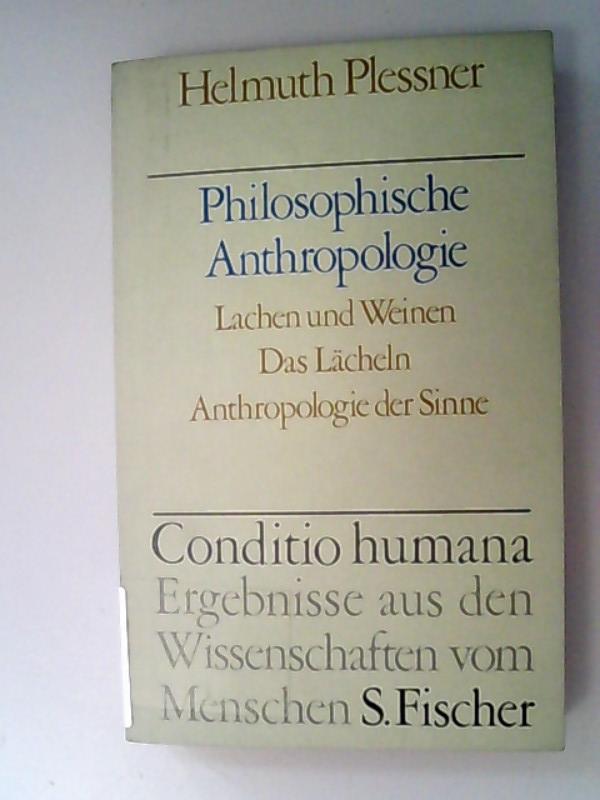 Helmuth Plessner
Philosophische
Anthropologie
Lachen und Weinen
Das Lächeln
Anthropologie der Sinne
Conditio humana
Ergebnisse aus den
Wissenschaften vom
Menschen S. Fischer